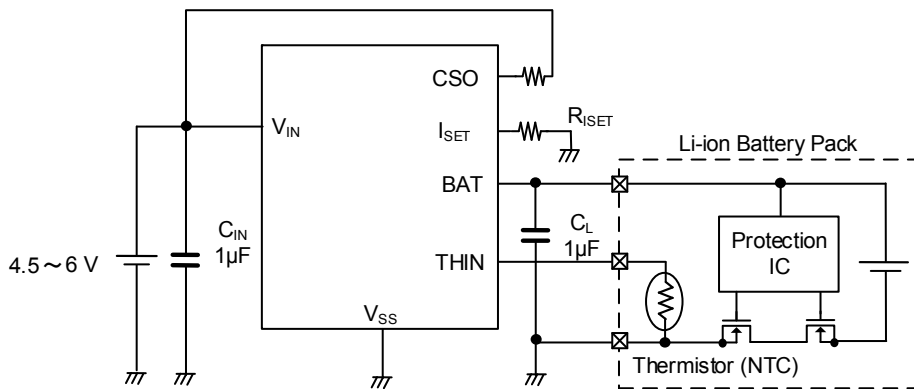 CSO
V_IN
I_SET
R_ISET
Li-ion Battery Pack
BAT
C_IN
1μF
C_L
1μF
Protection
IC
4.5～6 V
THIN
V_SS
Thermistor (NTC)